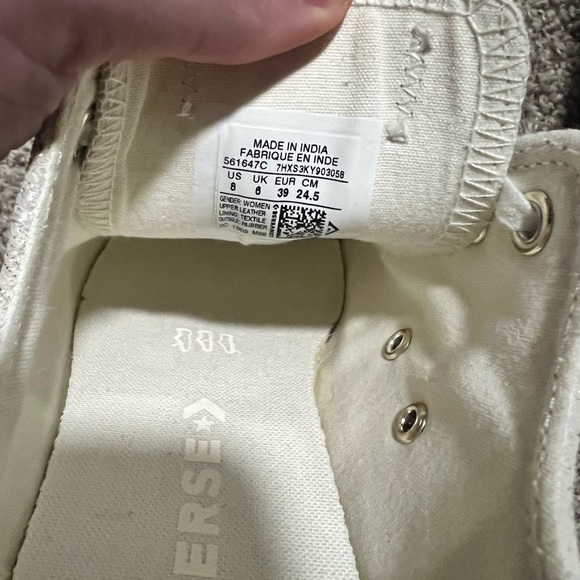 MADE IN INDIA
FABRIQUE EN INDE
561647C 7HXS3KY903058
US UK EUR CM
8 6 39 24.5
GENDER: WOMEN
UPPER: LEATHER
LINING: TEXTILE
OUTSOLE: RUBBER
ERSE